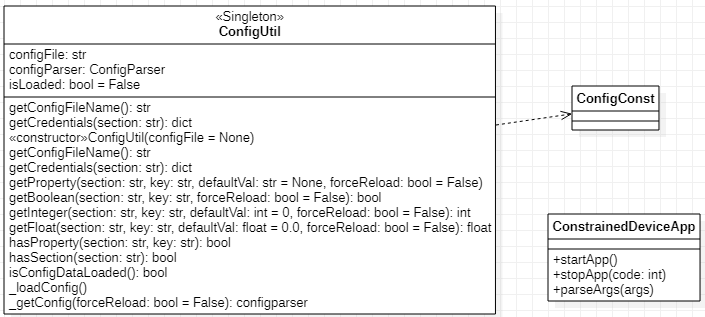 «Singleton»
ConfigUtil
configFile: str
configParser: ConfigParser
isLoaded: bool = False
getConfigFileName(): str
getCredentials(section: str): dict
«constructor»ConfigUtil(configFile = None)
getConfigFileName(): str
getCredentials(section: str): dict
getProperty(section: str, key: str, defaultVal: str = None, forceReload: bool = False)
getBoolean(section: str, key: str, forceReload: bool = False): bool
getInteger(section: str, key: str, defaultVal: int = 0, forceReload: bool = False): int
getFloat(section: str, key: str, defaultVal: float = 0.0, forceReload: bool = False): float
hasProperty(section: str, key: str): bool
hasSection(section: str): bool
isConfigDataLoaded(): bool
_loadConfig()
_getConfig(forceReload: bool = False): configparser
ConfigConst
ConstrainedDeviceApp
+startApp()
+stopApp(code: int)
+parseArgs(args)